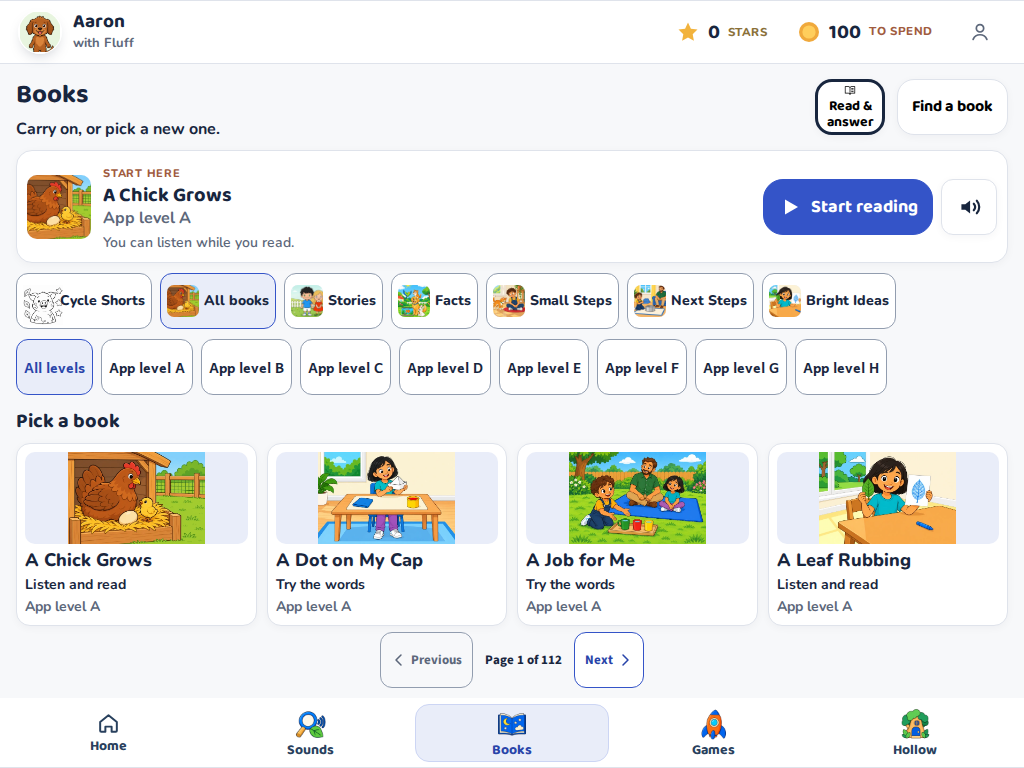 Aaron
with Fluff
0 STARS
100 TO SPEND
Books
Carry on, or pick a new one.
Read &
answer
Find a book
START HERE
A Chick Grows
App level A
You can listen while you read.
Start reading
Cycle Shorts
All books
Stories
Facts
Small Steps
Next Steps
Bright Ideas
All levels
App level A
App level B
App level C
App level D
App level E
App level F
App level G
App level H
Pick a book
A Chick Grows
Listen and read
App level A
A Dot on My Cap
Try the words
App level A
A Job for Me
Try the words
App level A
A Leaf Rubbing
Listen and read
App level A
Previous
Page 1 of 112
Next
Home
Sounds
Books
Games
Hollow